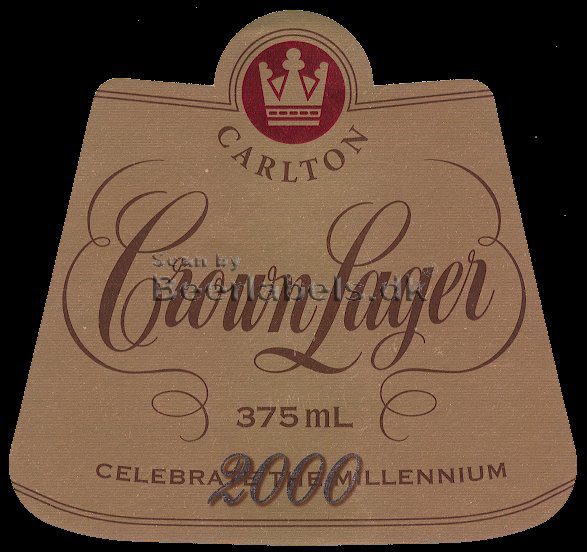 CARLTON
Scan by
Crown Lager
Beerlabels.dk
375 mL
CELEBRATE THE MILLENNIUM
2000